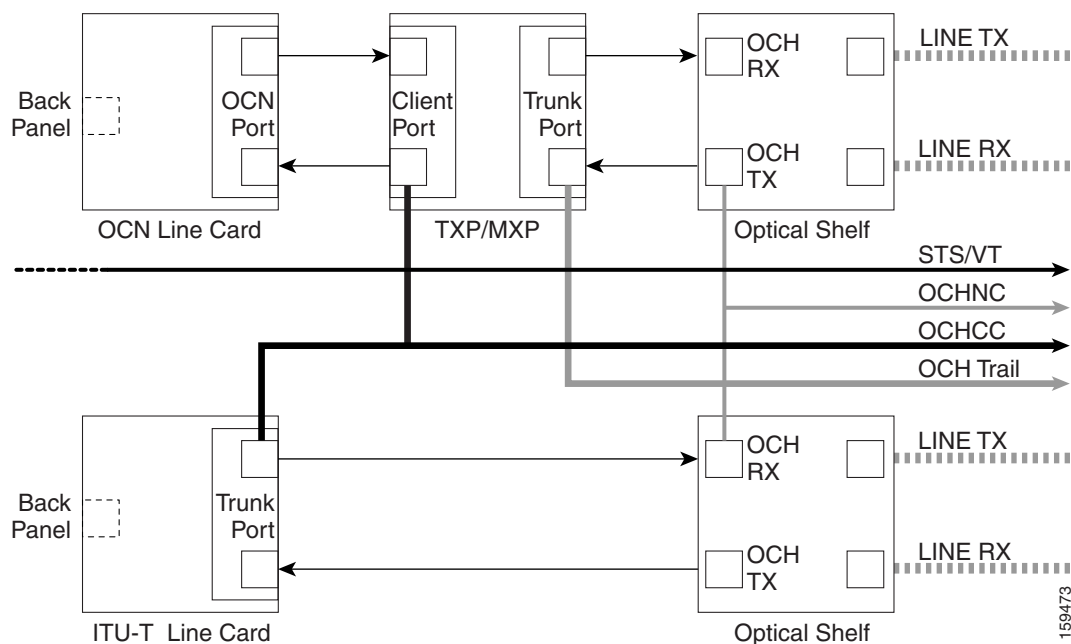 OCH
RX
LINE TX
Back
Panel
OCN
Port
Client
Port
Trunk
Port
OCH
TX
LINE RX
OCN Line Card
TXP/MXP
Optical Shelf
STS/VT
OCHNC
OCHCC
OCH Trail
OCH
RX
LINE TX
Back
Panel
Trunk
Port
OCH
TX
LINE RX
ITU-T Line Card
Optical Shelf
159473